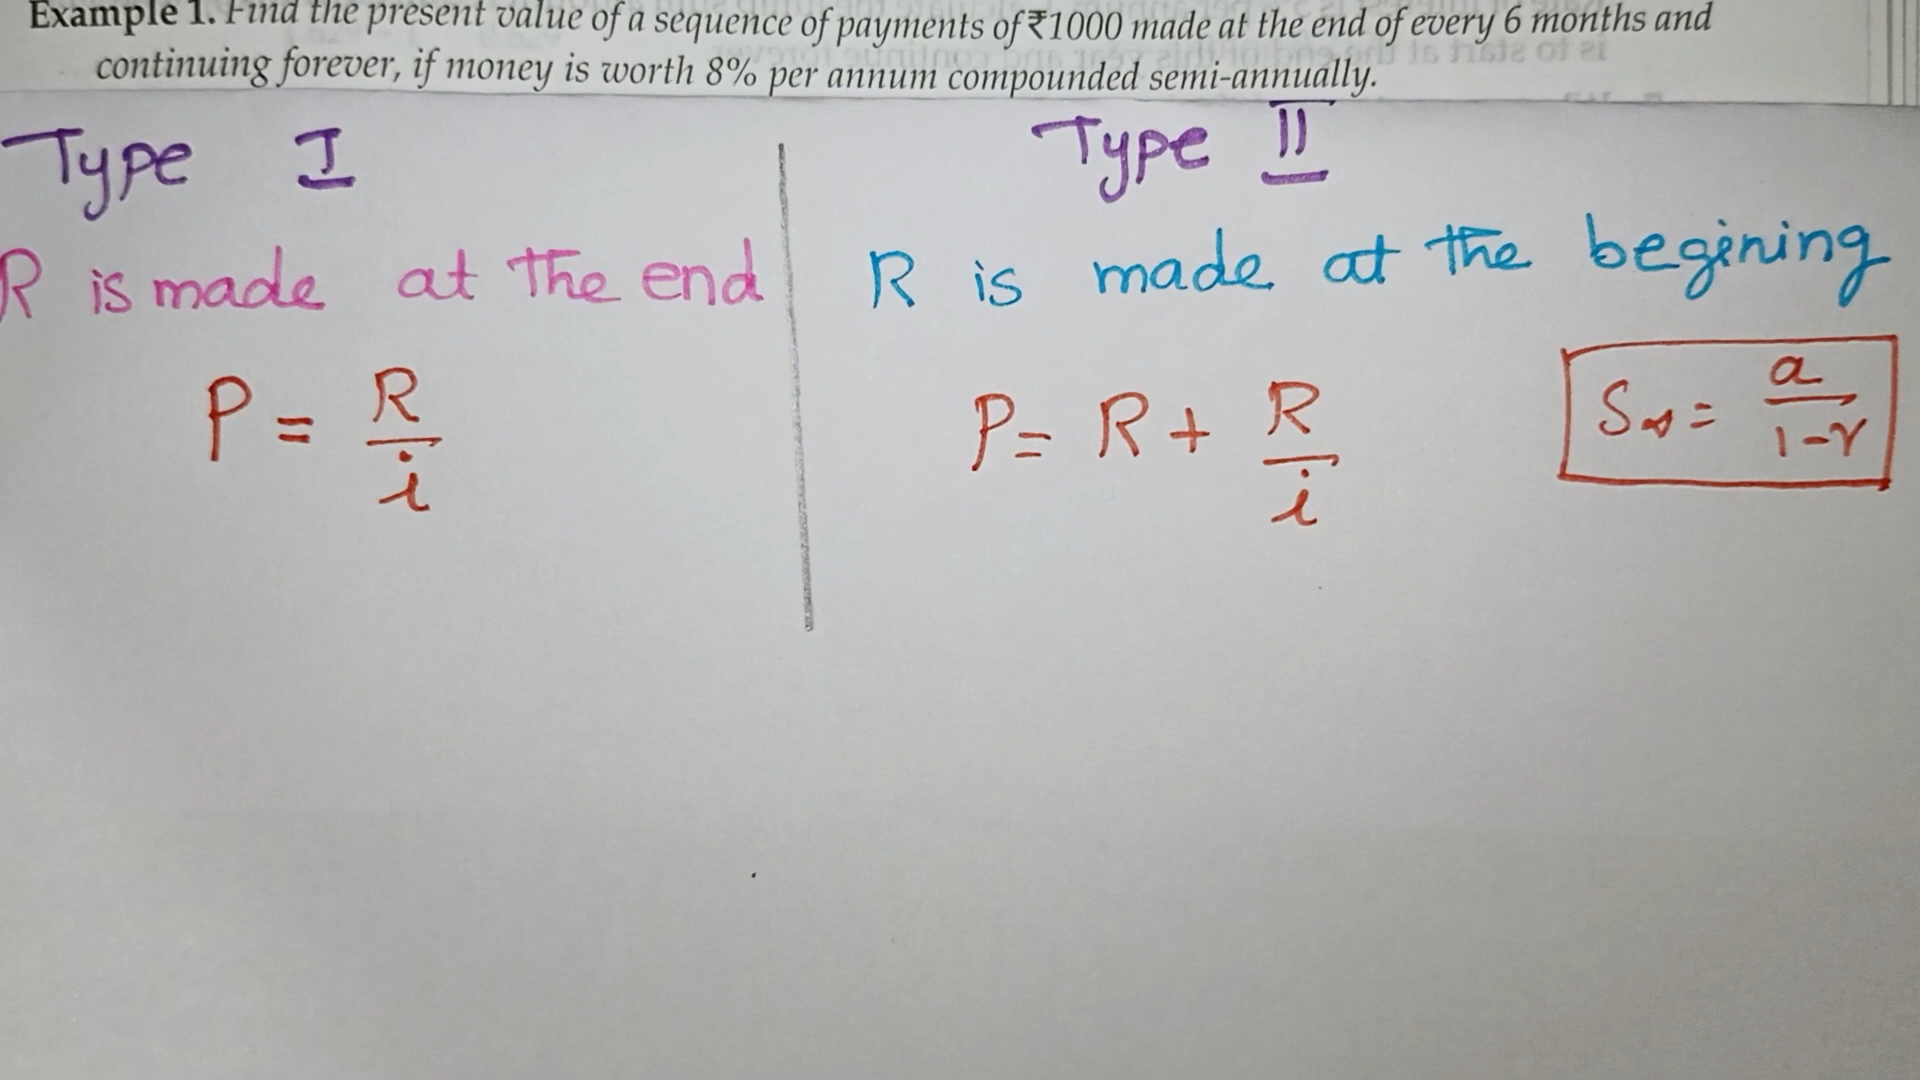 Example 1. Find the present value of a sequence of payments of ₹1000 made at the end of every 6 months and
continuing forever, if money is worth 8% per annum compounded semi-annually.
Type I
R is made at the end
P = R/i
Type II
R is made at the begining
P = R + R/i
S∞ = a/1-r